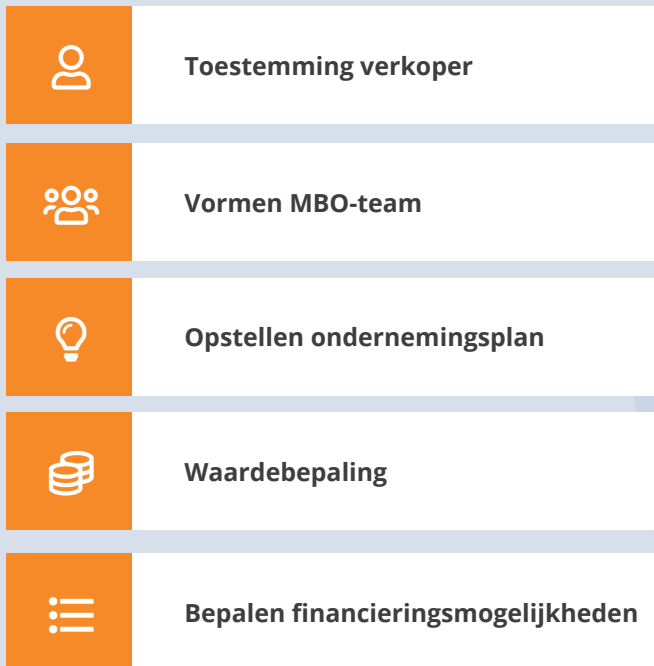 Toestemming verkoper
Vormen MBO-team
Opstellen ondernemingsplan
Waardebepaling
Bepalen financieringsmogelijkheden